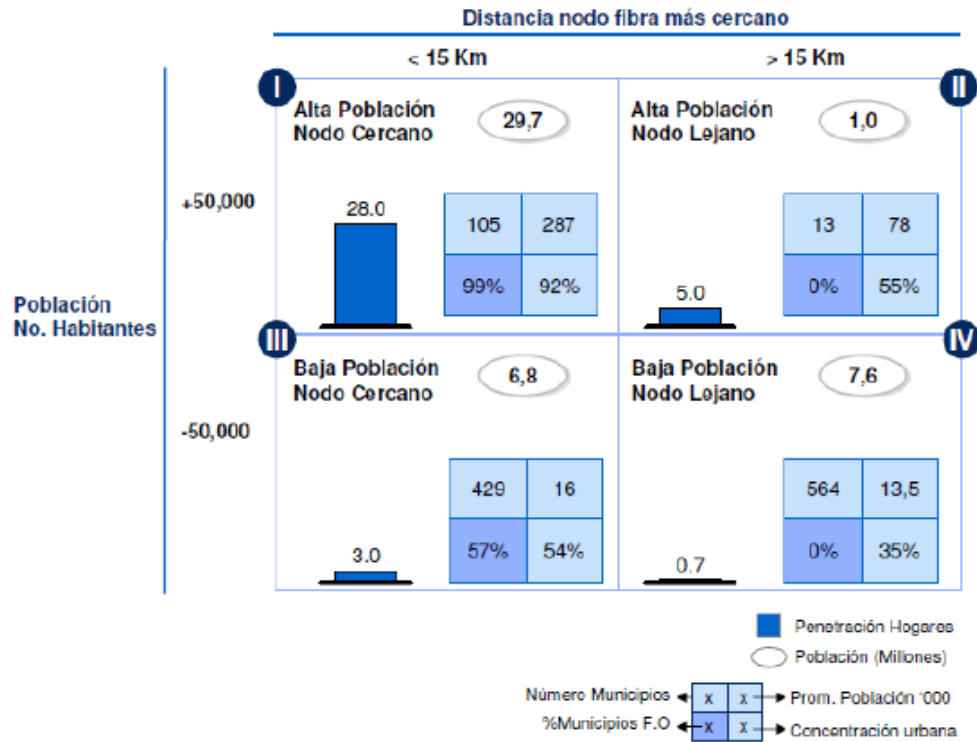 Distancia nodo fibra más cercano
< 15 Km
> 15 Km
I
II
Alta Población
Nodo Cercano
29,7
Alta Población
Nodo Lejano
1,0
+50,000
28.0
105
287
99%
92%
5.0
13
78
0%
55%
Población
No. Habitantes
III
IV
Baja Población
Nodo Cercano
6,8
Baja Población
Nodo Lejano
7,6
-50,000
3.0
429
16
57%
54%
0.7
564
13,5
0%
35%
Penetración Hogares
Población (Millones)
Número Municipios
x
x
Prom. Población '000
%Municipios F.O
x
x
Concentración urbana